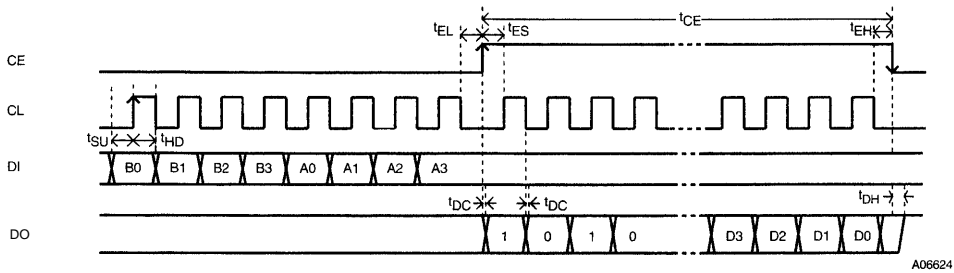 tCE
tEL tES tEH
CE
CL
tSU tHD
DI B0 B1 B2 B3 A0 A1 A2 A3
tDC tDC tDH
DO 1 0 1 0 D3 D2 D1 D0
A06624